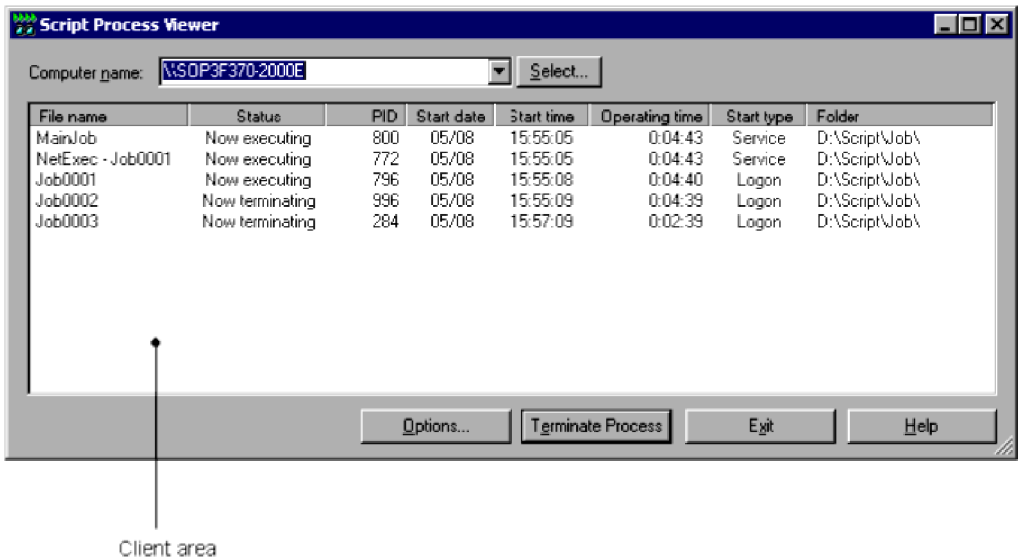 Script Process Viewer
Computer name: \\SOP3F370-2000E Select...
File name Status PID Start date Start time Operating time Start type Folder
MainJob Now executing 800 05/08 15:55:05 0:04:43 Service D:\Script\Job\
NetExec - Job0001 Now executing 772 05/08 15:55:05 0:04:43 Service D:\Script\Job\
Job0001 Now executing 796 05/08 15:55:08 0:04:40 Logon D:\Script\Job\
Job0002 Now terminating 996 05/08 15:55:09 0:04:39 Logon D:\Script\Job\
Job0003 Now terminating 284 05/08 15:57:09 0:02:39 Logon D:\Script\Job\
Options... Terminate Process Exit Help
Client area